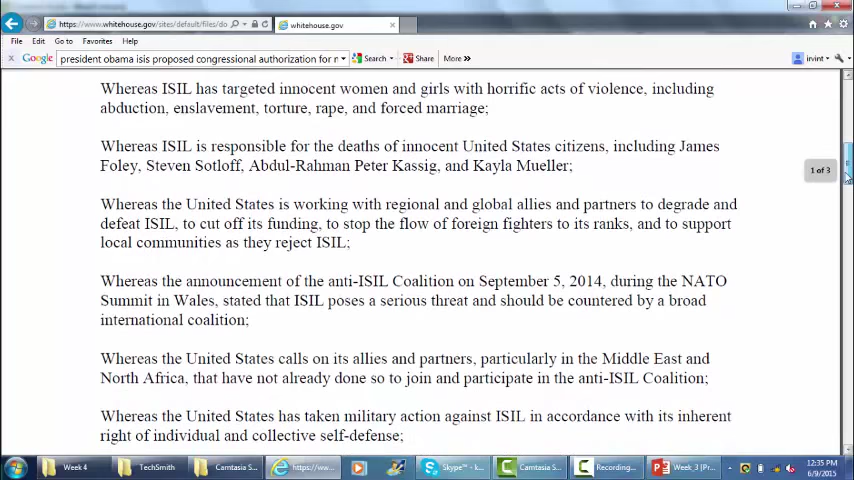 https://www.whitehouse.gov/sites/default/files/do
whitehouse.gov
File Edit Go to Favorites Help
x Google president obama isis proposed congressional authorization for n Search Share More » irvint
Whereas ISIL has targeted innocent women and girls with horrific acts of violence, including
abduction, enslavement, torture, rape, and forced marriage;
Whereas ISIL is responsible for the deaths of innocent United States citizens, including James
Foley, Steven Sotloff, Abdul-Rahman Peter Kassig, and Kayla Mueller;
1 of 3
Whereas the United States is working with regional and global allies and partners to degrade and
defeat ISIL, to cut off its funding, to stop the flow of foreign fighters to its ranks, and to support
local communities as they reject ISIL;
Whereas the announcement of the anti-ISIL Coalition on September 5, 2014, during the NATO
Summit in Wales, stated that ISIL poses a serious threat and should be countered by a broad
international coalition;
Whereas the United States calls on its allies and partners, particularly in the Middle East and
North Africa, that have not already done so to join and participate in the anti-ISIL Coalition;
Whereas the United States has taken military action against ISIL in accordance with its inherent
right of individual and collective self-defense;
Week 4 TechSmith Camtasia S... https://ww... Skype™ - k... Camtasia S... Recording... Week_3 [Pr... 12:35 PM
6/9/2015